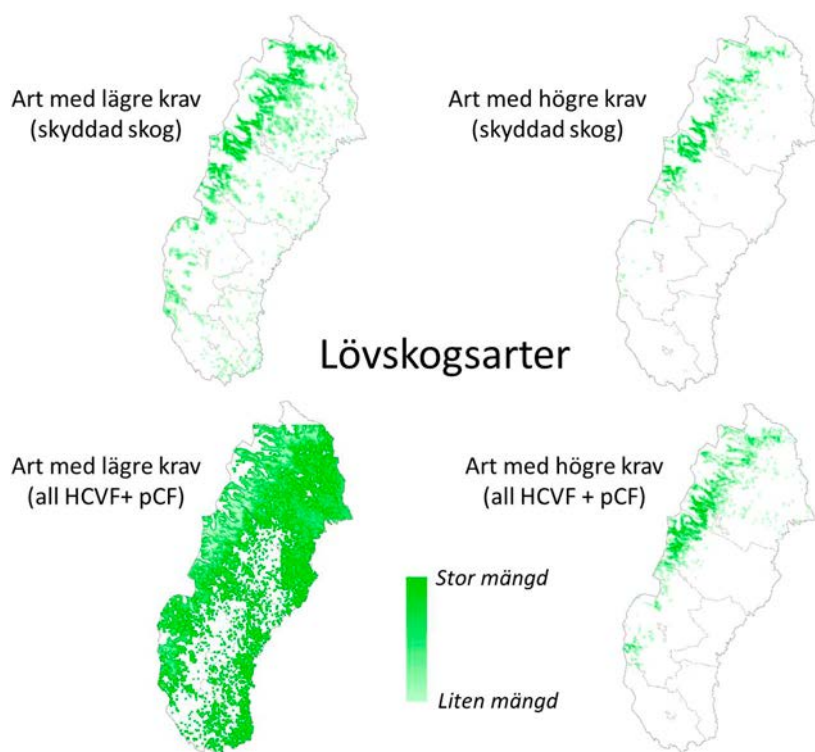 Art med lägre krav
(skyddad skog)
Art med högre krav
(skyddad skog)
Lövskogsarter
Art med lägre krav
(all HCVF+ pCF)
Art med högre krav
(all HCVF + pCF)
Stor mängd
Liten mängd